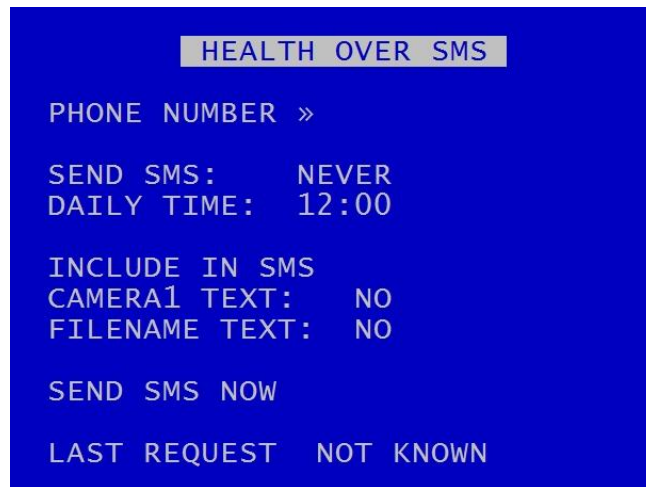 HEALTH OVER SMS
PHONE NUMBER »
SEND SMS: NEVER
DAILY TIME: 12:00
INCLUDE IN SMS
CAMERA1 TEXT: NO
FILENAME TEXT: NO
SEND SMS NOW
LAST REQUEST NOT KNOWN